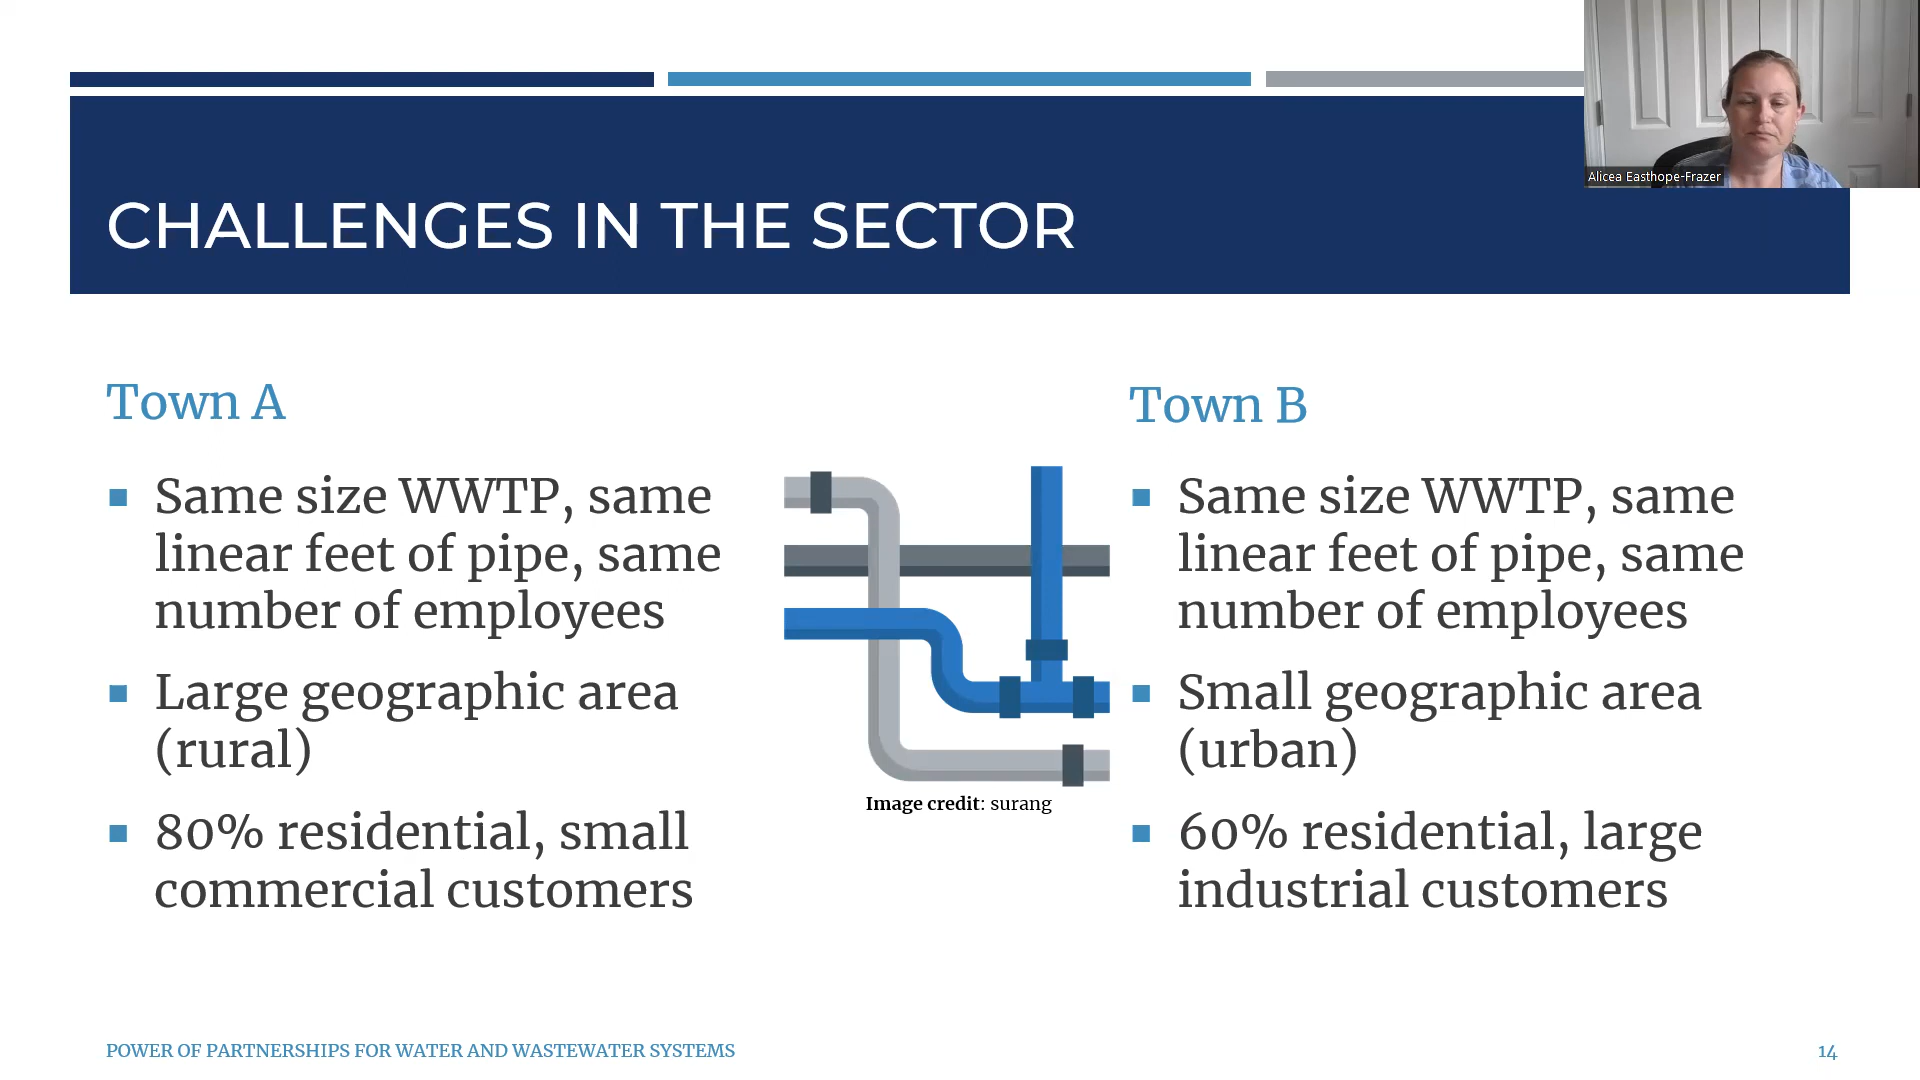 Alicea Easthope-Frazer
CHALLENGES IN THE SECTOR
Town A
Same size WWTP, same
linear feet of pipe, same
number of employees
Large geographic area
(rural)
80% residential, small
commercial customers
Image credit: surang
Town B
Same size WWTP, same
linear feet of pipe, same
number of employees
Small geographic area
(urban)
60% residential, large
industrial customers
POWER OF PARTNERSHIPS FOR WATER AND WASTEWATER SYSTEMS
14